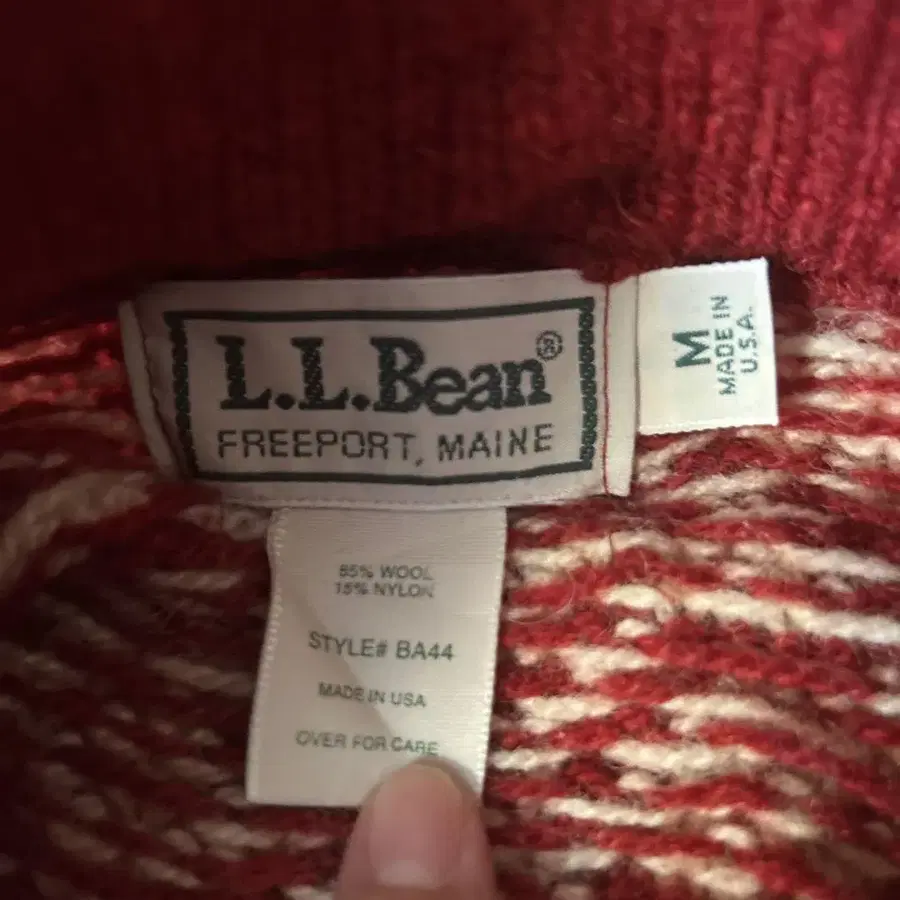 L.L.Bean®
FREEPORT, MAINE
M
MADE IN
U.S.A.
85% WOOL
15% NYLON
STYLE# BA44
MADE IN USA
OVER FOR CARE